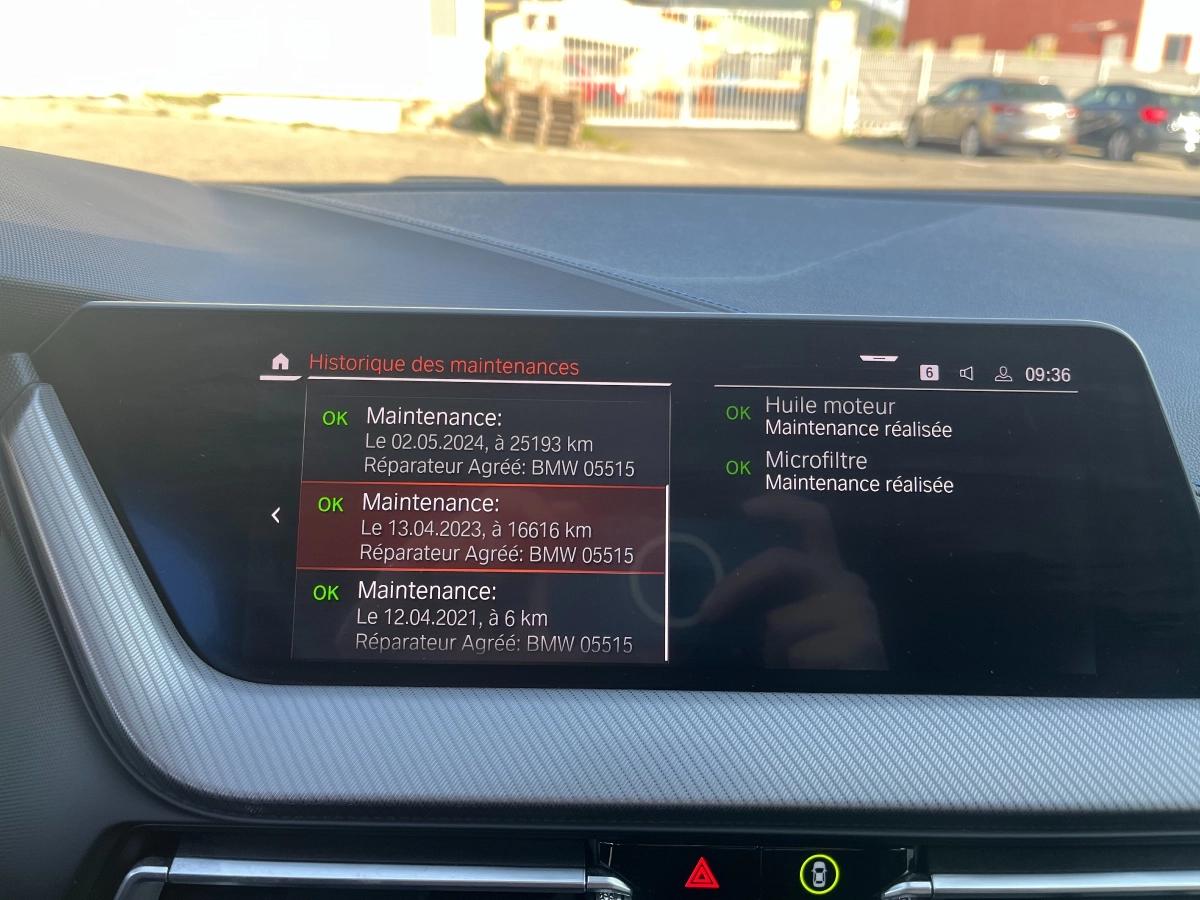 Historique des maintenances
6
09:36
OK Maintenance:
Le 02.05.2024, à 25193 km
Réparateur Agréé: BMW 05515
OK Maintenance:
Le 13.04.2023, à 16616 km
Réparateur Agréé: BMW 05515
OK Maintenance:
Le 12.04.2021, à 6 km
Réparateur Agréé: BMW 05515
OK Huile moteur
Maintenance réalisée
OK Microfiltre
Maintenance réalisée